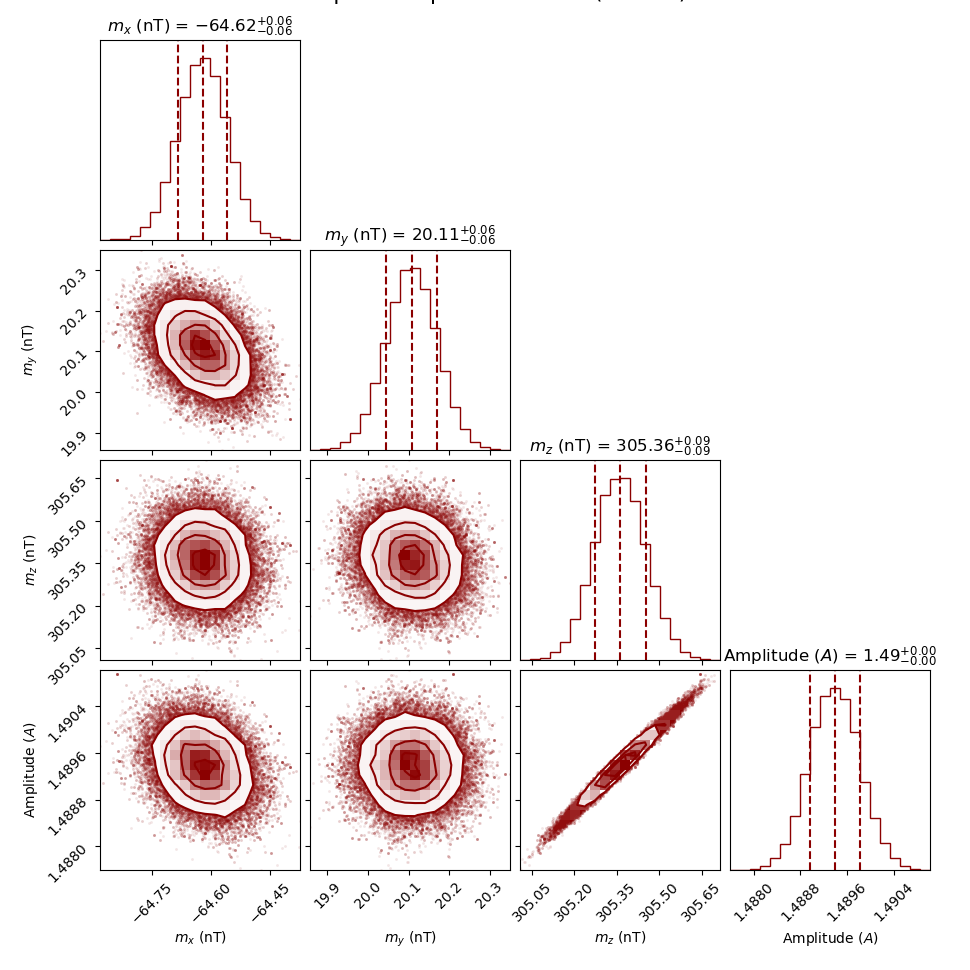 m_x (nT) = −64.62 +0.06 −0.06
m_y (nT) = 20.11 +0.06 −0.06
20.3
20.2
20.1
20.0
19.9
m_y (nT)
m_z (nT) = 305.36 +0.09 −0.09
305.65
305.50
305.35
305.20
305.05
m_z (nT)
Amplitude (A) = 1.49 +0.00 −0.00
1.4904
1.4896
1.4888
1.4880
Amplitude (A)
−64.75 −64.60 −64.45
m_x (nT)
19.9 20.0 20.1 20.2 20.3
m_y (nT)
305.05 305.20 305.35 305.50 305.65
m_z (nT)
1.4880 1.4888 1.4896 1.4904
Amplitude (A)